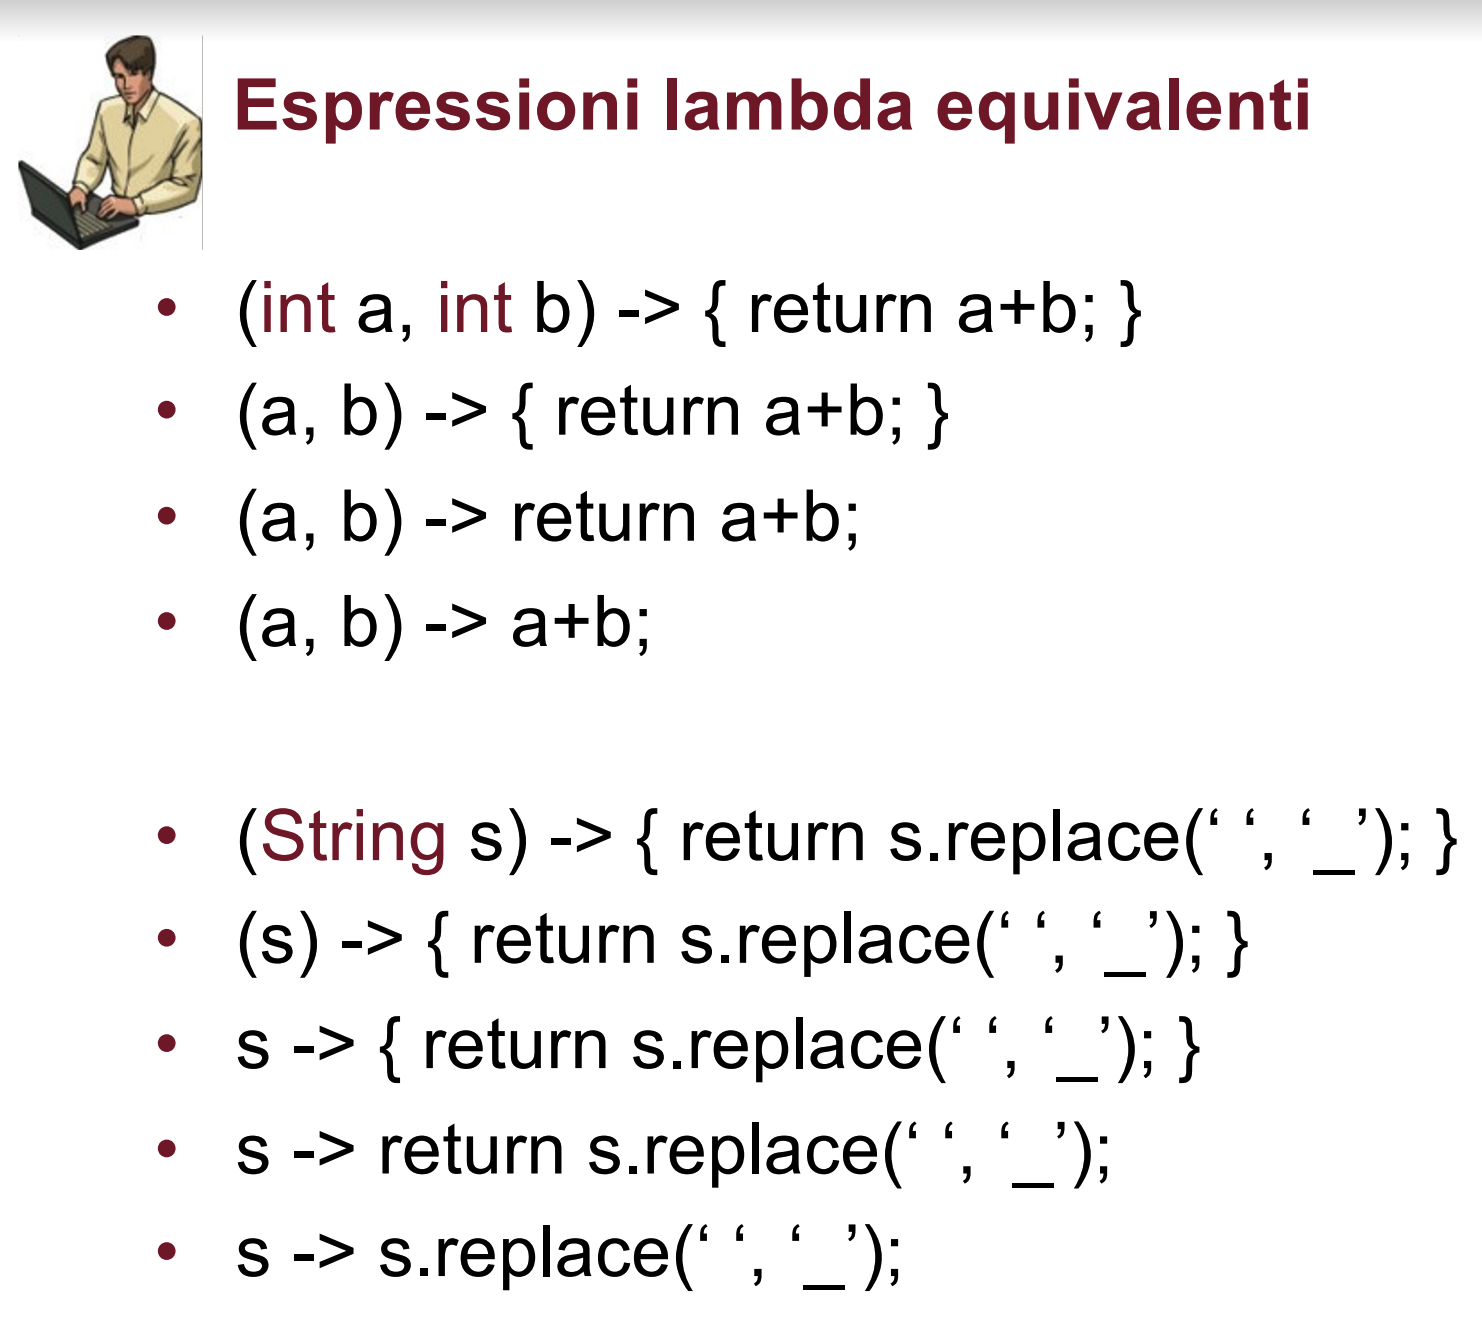 Espressioni lambda equivalenti
• (int a, int b) -> { return a+b; }
• (a, b) -> { return a+b; }
• (a, b) -> return a+b;
• (a, b) -> a+b;
• (String s) -> { return s.replace(‘ ‘, ‘_’); }
• (s) -> { return s.replace(‘ ‘, ‘_’); }
• s -> { return s.replace(‘ ‘, ‘_’); }
• s -> return s.replace(‘ ‘, ‘_’);
• s -> s.replace(‘ ‘, ‘_’);